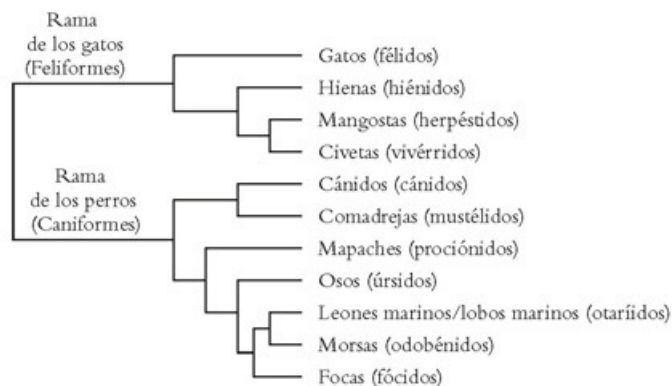 Rama
de los gatos
(Feliformes)
Gatos (félidos)
Hienas (hiénidos)
Mangostas (herpéstidos)
Civetas (vivérridos)
Rama
de los perros
(Caniformes)
Cánidos (cánidos)
Comadrejas (mustélidos)
Mapaches (prociónidos)
Osos (úrsidos)
Leones marinos/lobos marinos (otaríidos)
Morsas (odobénidos)
Focas (fócidos)